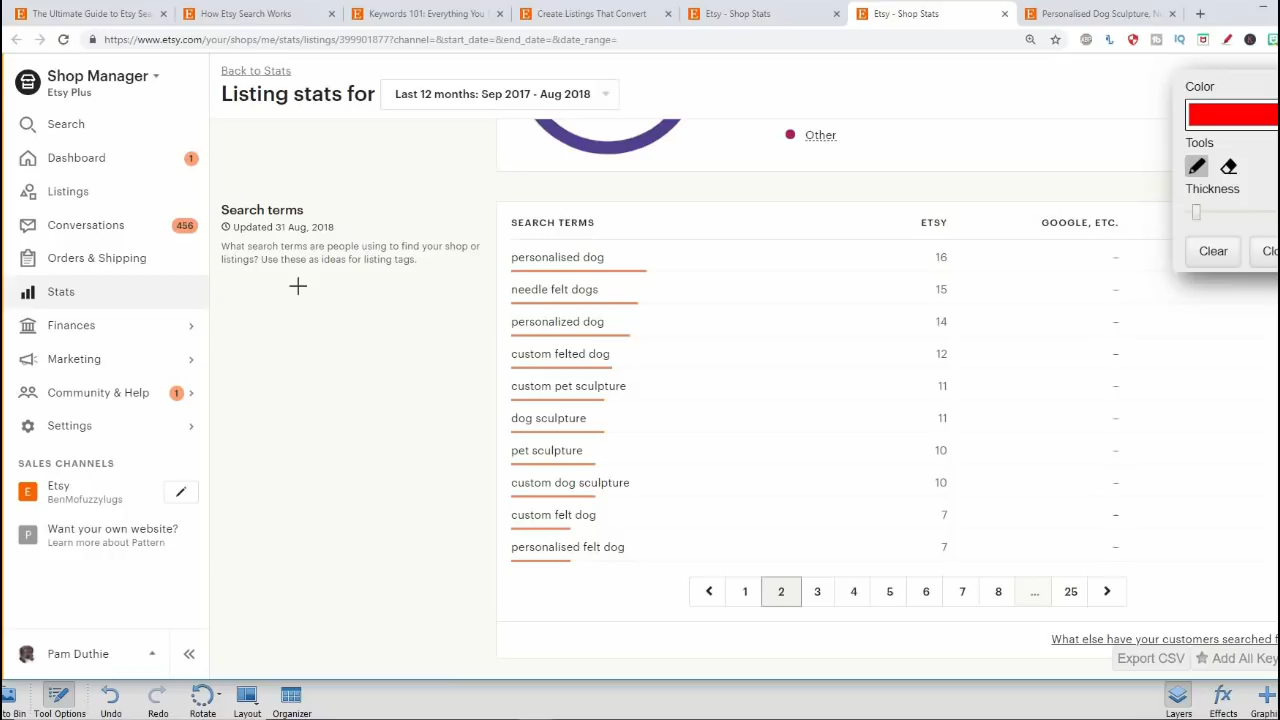 The Ultimate Guide to Etsy Sea
How Etsy Search Works
Keywords 101: Everything You
Create Listings That Convert
Etsy - Shop Stats
Etsy - Shop Stats
Personalised Dog Sculpture, Ne
https://www.etsy.com/your/shops/me/stats/listings/399901877?channel=&start_date=&end_date=&date_range=
Shop Manager
Etsy Plus
Search
Dashboard 1
Listings
Conversations 456
Orders & Shipping
Stats
Finances
Marketing
Community & Help 1
Settings
SALES CHANNELS
E Etsy
BenMofuzzylugs
P Want your own website?
Learn more about Pattern
Pam Duthie
Back to Stats
Listing stats for Last 12 months: Sep 2017 - Aug 2018
Other
Search terms
Updated 31 Aug, 2018
What search terms are people using to find your shop or
listings? Use these as ideas for listing tags.
SEARCH TERMS ETSY GOOGLE, ETC.
personalised dog 16 –
needle felt dogs 15 –
personalized dog 14 –
custom felted dog 12 –
custom pet sculpture 11 –
dog sculpture 11 –
pet sculpture 10 –
custom dog sculpture 10 –
custom felt dog 7 –
personalised felt dog 7 –
1 2 3 4 5 6 7 8 ... 25
What else have your customers searched f
Export CSV Add All Key
Color
Tools
Thickness
Clear Clo
to Bin Tool Options Undo Redo Rotate Layout Organizer Layers Effects Graphi